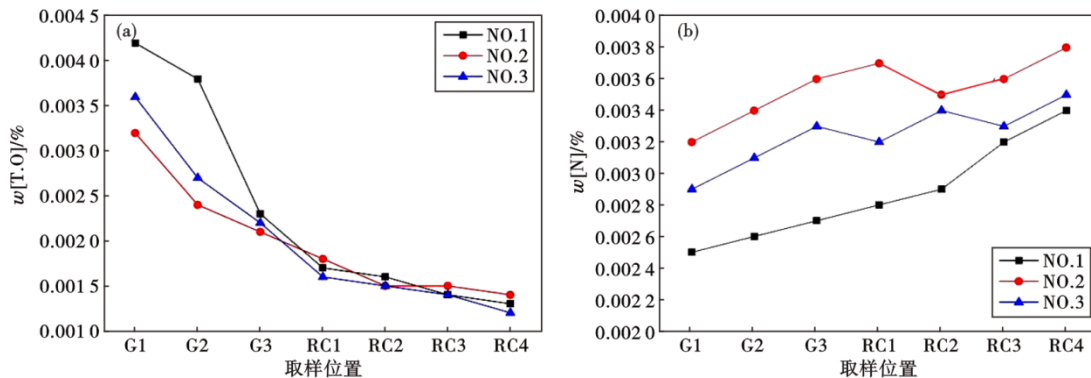 (a)
NO.1
NO.2
NO.3
w[T.O]/%
0.004 5
0.004 0
0.003 5
0.003 0
0.002 5
0.002 0
0.001 5
0.001 0
G1 G2 G3 RC1 RC2 RC3 RC4
取样位置
(b)
NO.1
NO.2
NO.3
w[N]/%
0.004 0
0.003 8
0.003 6
0.003 4
0.003 2
0.003 0
0.002 8
0.002 6
0.002 4
0.002 2
0.002 0
G1 G2 G3 RC1 RC2 RC3 RC4
取样位置